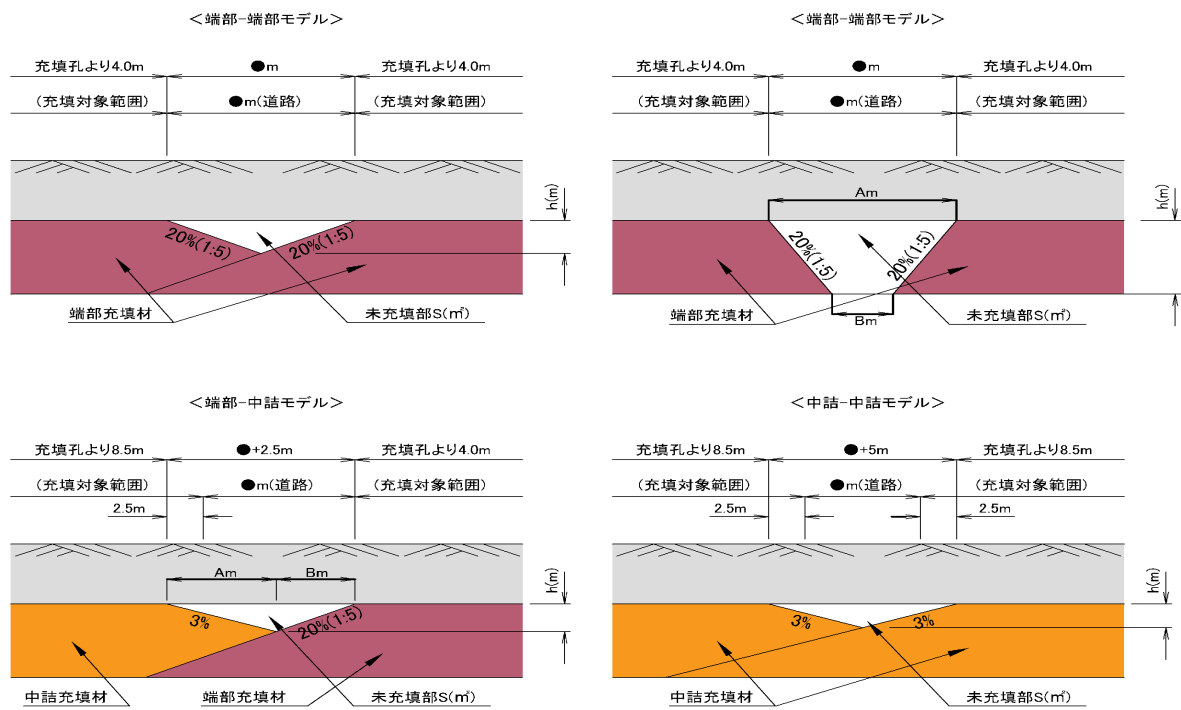 ＜端部-端部モデル＞
充填孔より4.0m
●m
充填孔より4.0m
(充填対象範囲)
●m(道路)
(充填対象範囲)
h(m)
20%(1:5)
20%(1:5)
端部充填材
未充填部S(㎡)
＜端部-端部モデル＞
充填孔より4.0m
●m
充填孔より4.0m
(充填対象範囲)
●m(道路)
(充填対象範囲)
Am
h(m)
20%(1:5)
20%(1:5)
端部充填材
Bm
未充填部S(㎡)
＜端部-中詰モデル＞
充填孔より8.5m
●+2.5m
充填孔より4.0m
(充填対象範囲)
●m(道路)
(充填対象範囲)
2.5m
Am
Bm
h(m)
3%
20%(1:5)
中詰充填材
端部充填材
未充填部S(㎡)
＜中詰-中詰モデル＞
充填孔より8.5m
●+5m
充填孔より8.5m
(充填対象範囲)
●m(道路)
(充填対象範囲)
2.5m
2.5m
h(m)
3%
3%
中詰充填材
未充填部S(㎡)